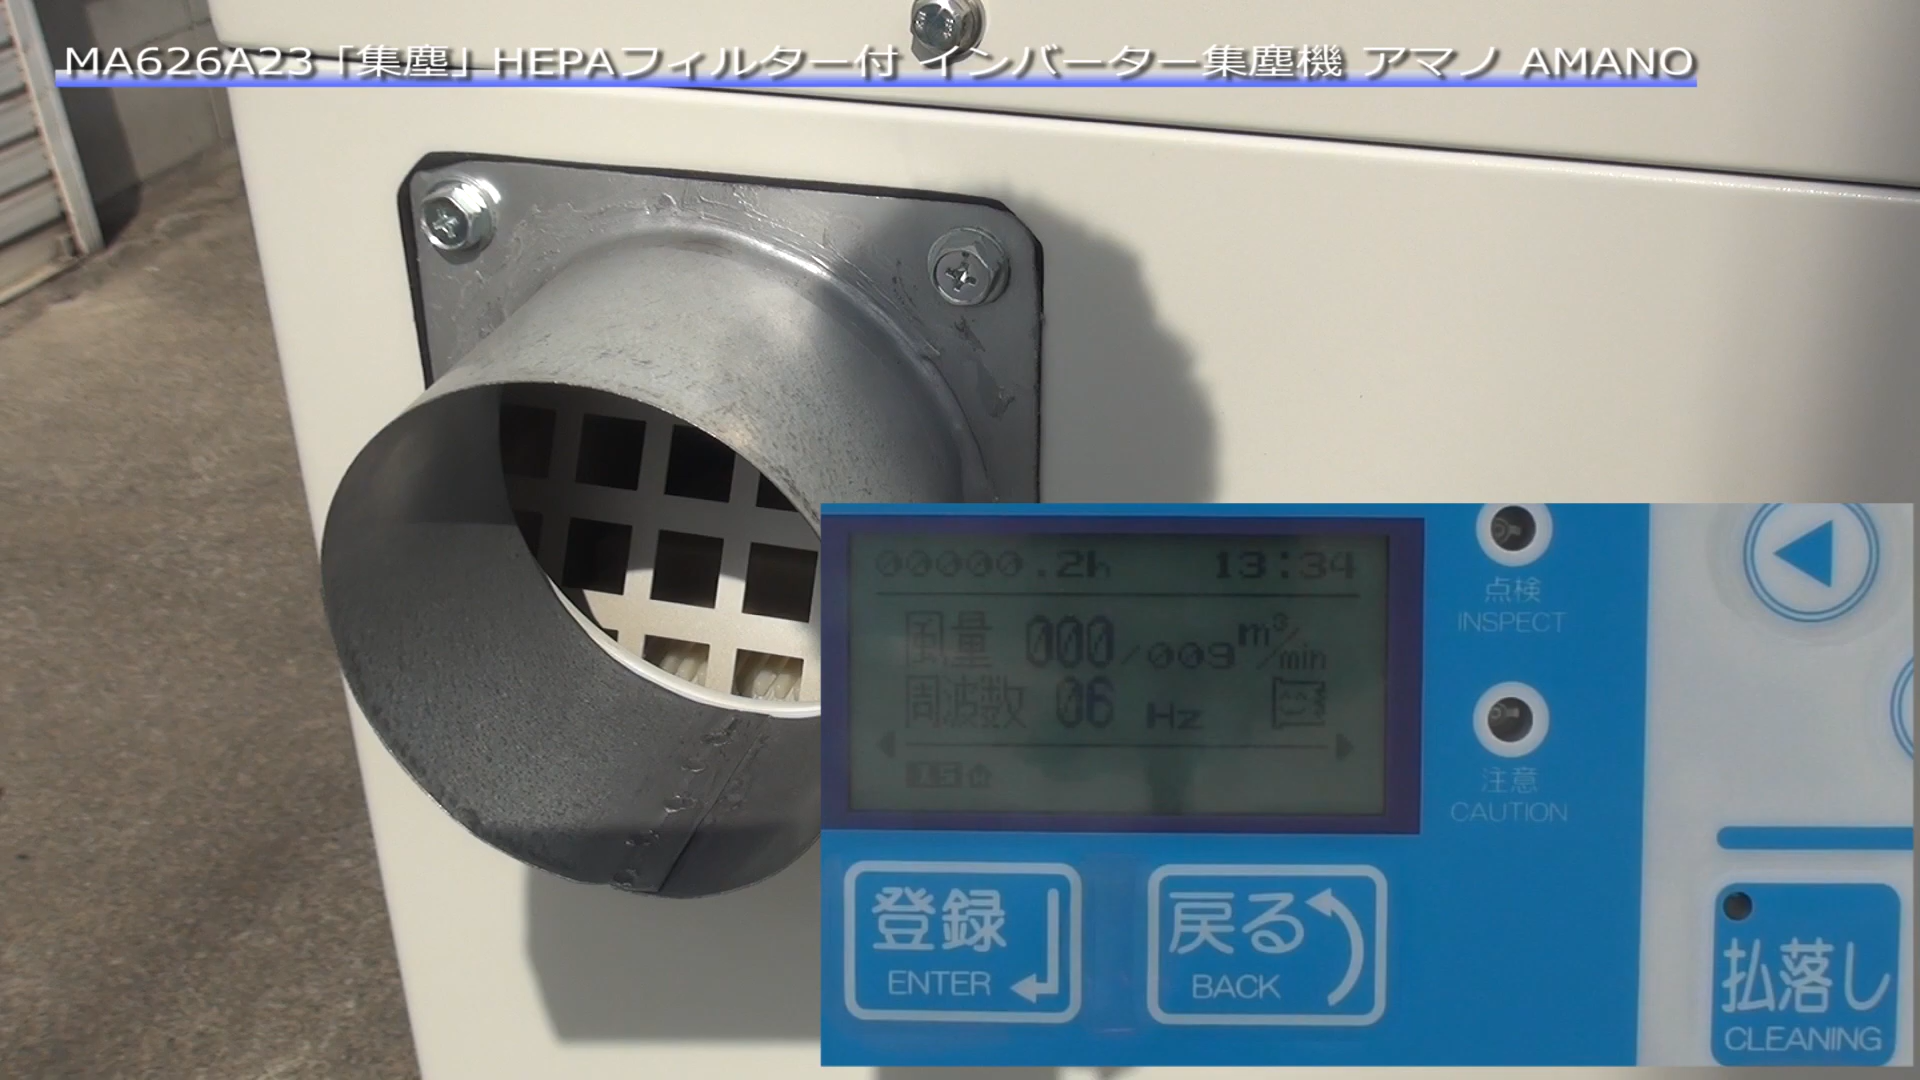 MA626A23「集塵」HEPAフィルター付 インバーター集塵機 アマノ AMANO
00000.2h 13:34
風量 000/009m³/min
周波数 06 Hz
点検
INSPECT
注意
CAUTION
登録
ENTER
戻る
BACK
払落し
CLEANING